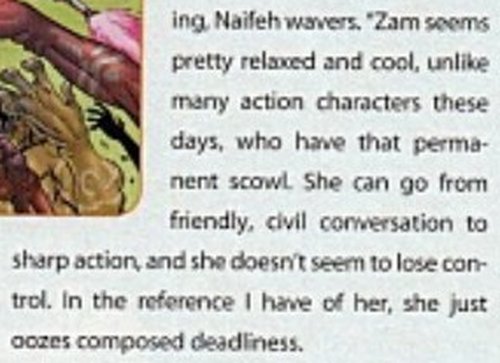 ing, Naifeh wavers. "Zam seems
pretty relaxed and cool, unlike
many action characters these
days, who have that perma-
nent scowl. She can go from
friendly, civil conversation to
sharp action, and she doesn't seem to lose con-
trol. In the reference I have of her, she just
oozes composed deadliness.